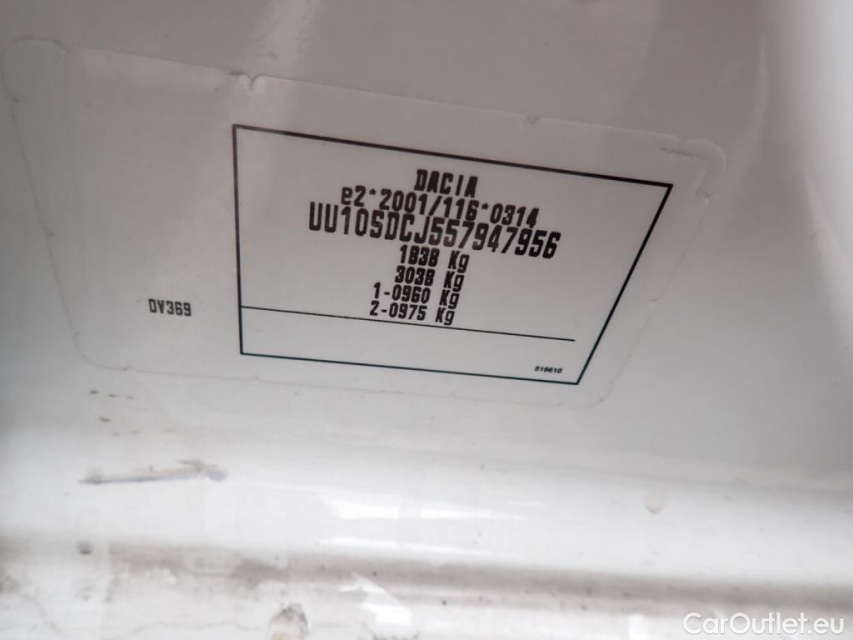 DACIA
e2*2001/116*0314
UU10SDCJ557947956
1838 Kg
3038 Kg
1-0960 Kg
2-0975 Kg
DV369
516610
CarOutlet.eu